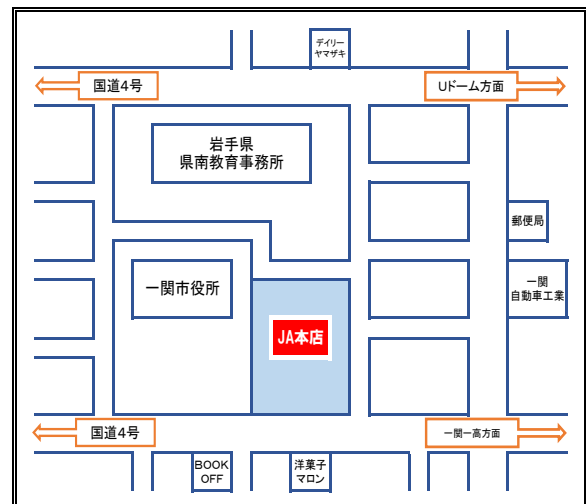 デイリー
ヤマザキ
国道4号
Uドーム方面
岩手県
県南教育事務所
郵便局
一関市役所
一関
自動車工業
JA本店
国道4号
一関一高方面
BOOK
OFF
洋菓子
マロン